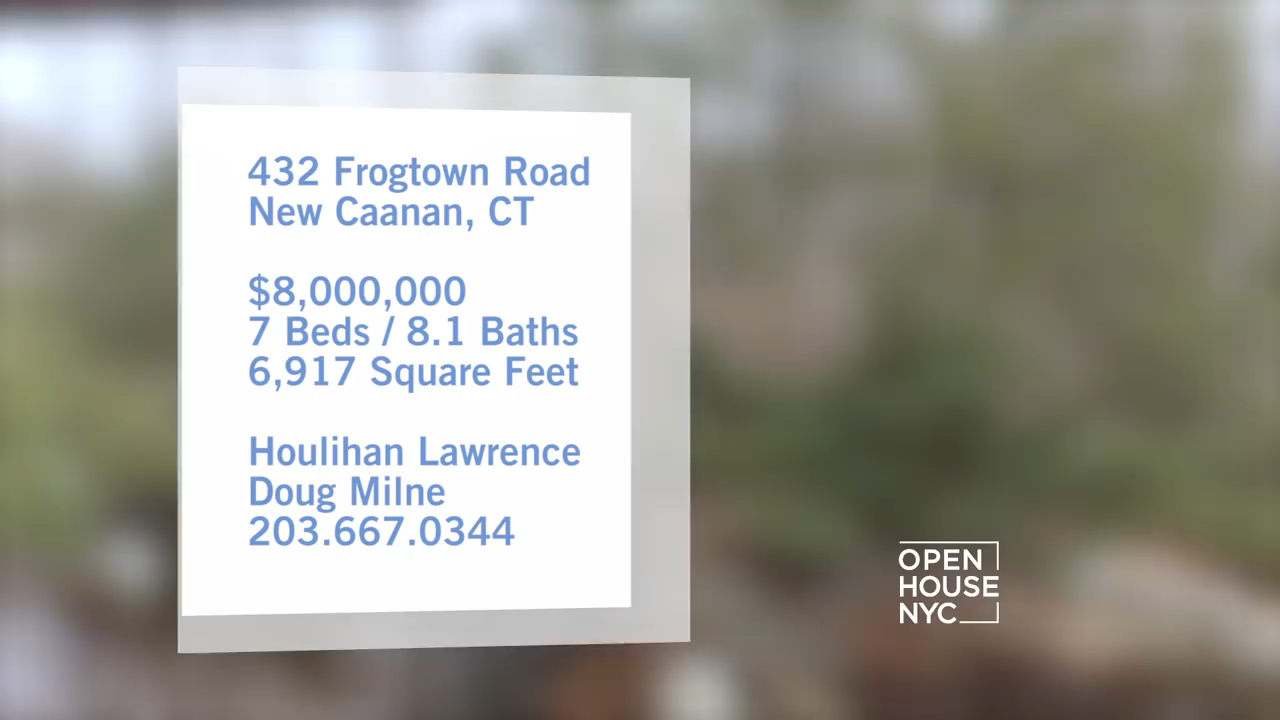 432 Frogtown Road
New Caanan, CT
$8,000,000
7 Beds / 8.1 Baths
6,917 Square Feet
Houlihan Lawrence
Doug Milne
203.667.0344
OPEN
HOUSE
NYC